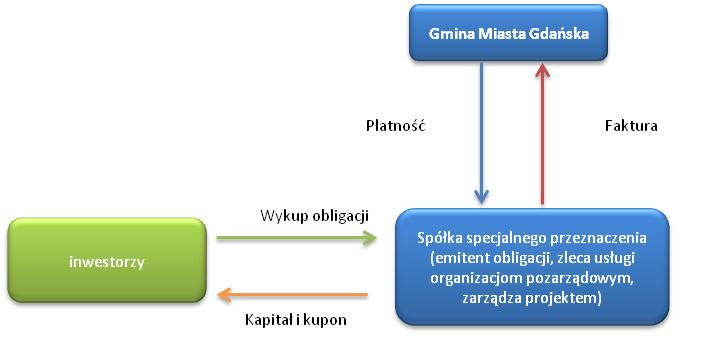 Gmina Miasta Gdańska
Płatność
Faktura
Wykup obligacji
inwestorzy
Spółka specjalnego przeznaczenia
(emitent obligacji, zleca usługi
organizacjom pozarządowym,
zarządza projektem)
Kapitał i kupon